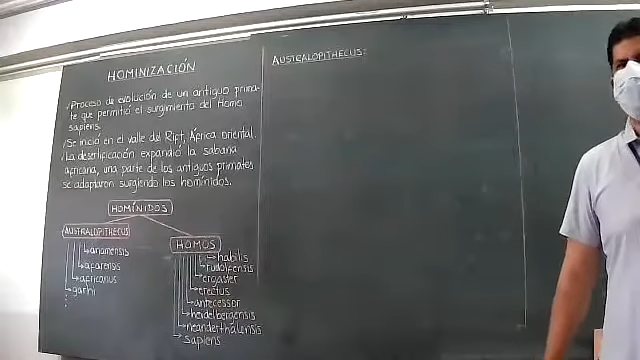 HOMINIZACIÓN
✓Proceso de evolución de un antiguo prima-
te que permitió el surgimiento del Homo
sapiens.
✓Se inició en el valle del Rift, África oriental.
✓La desertificación expandió la sabana
africana, una parte de los antiguos primates
se adaptaron surgiendo los homínidos.
HOMÍNIDOS
AUSTRALOPITHECUS
anamensis
afarensis
africanus
garhi
HOMOS
habilis
rudolfensis
ergaster
erectus
antecessor
heidelbergensis
neanderthalensis
sapiens
AUSTRALOPITHECUS: